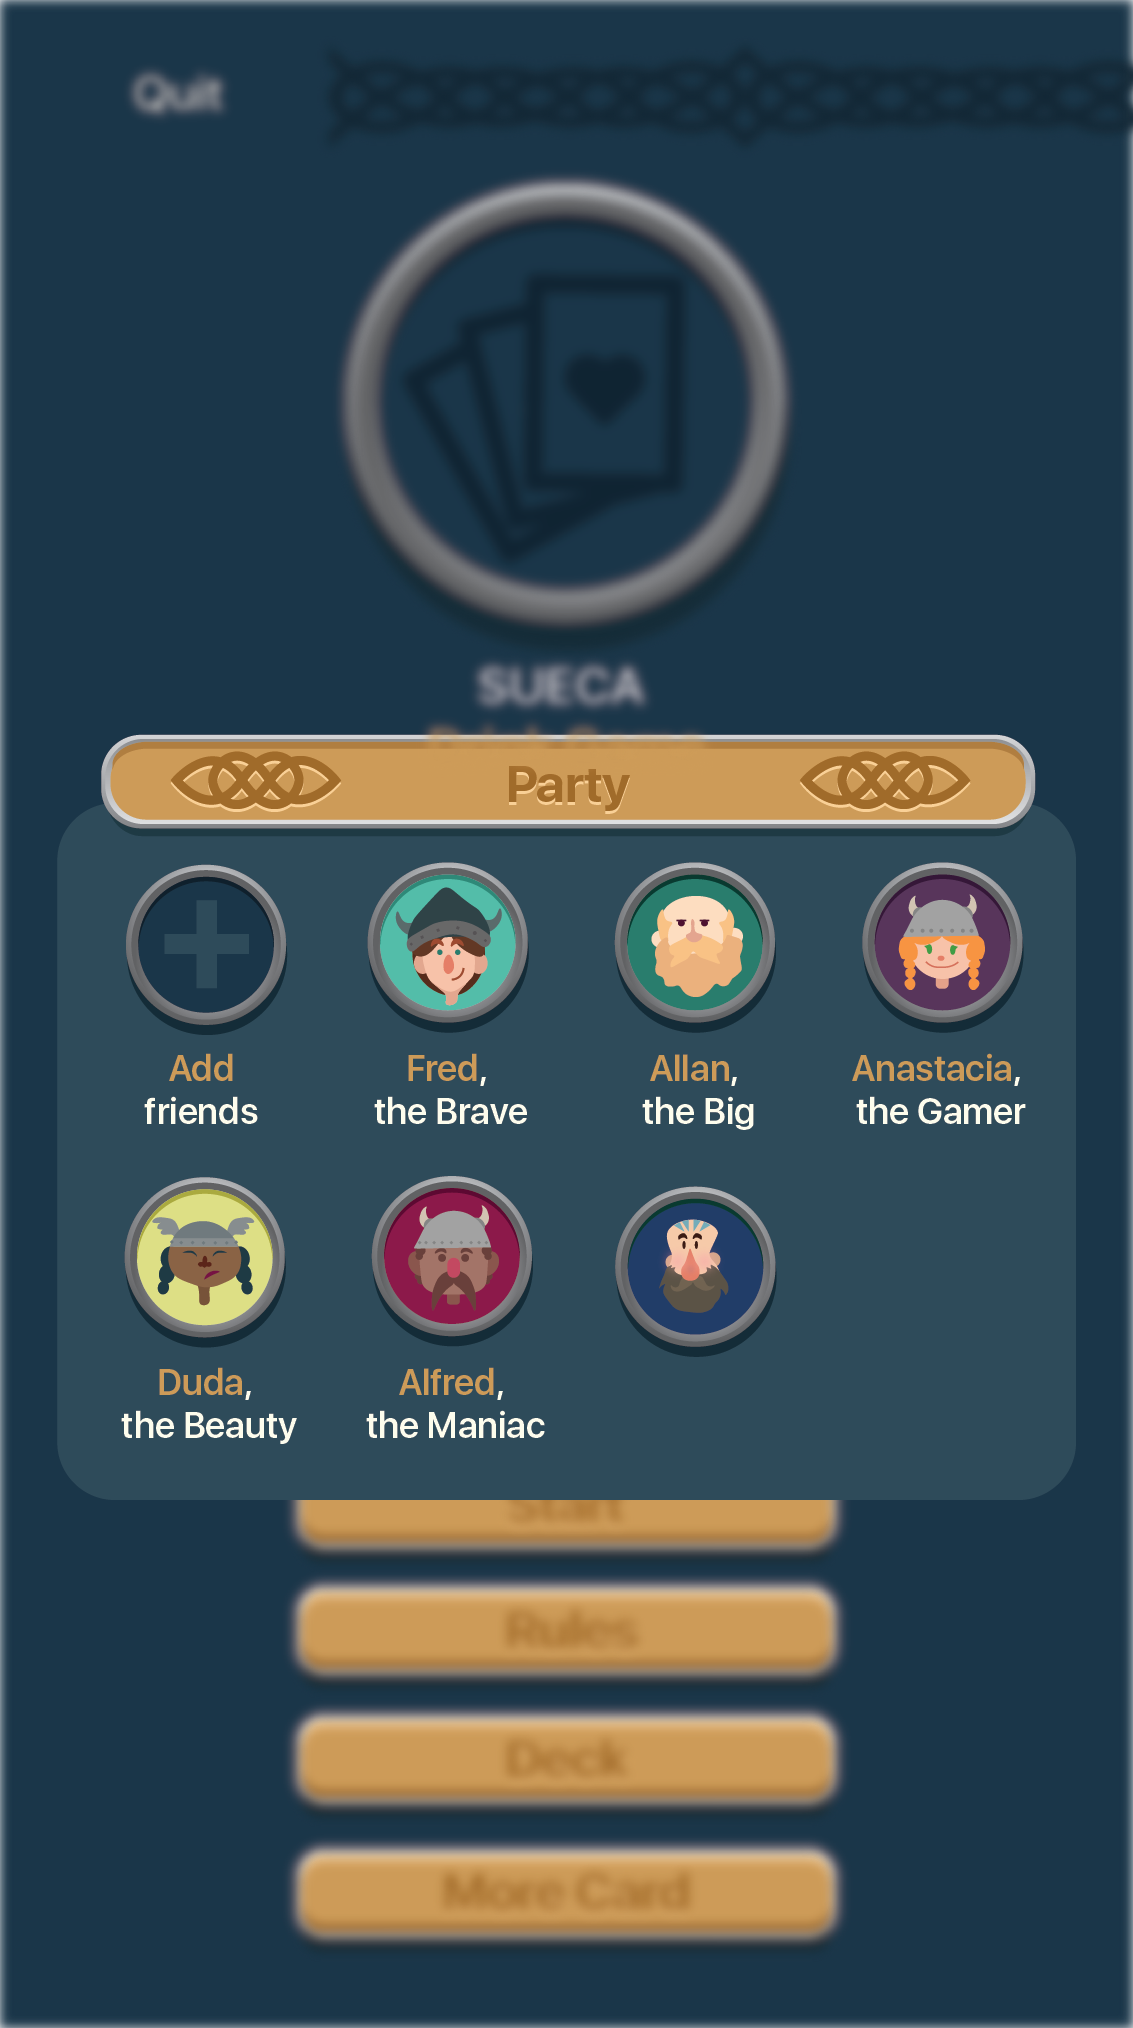 Quit
SUECA
Party
Add
friends
Fred,
the Brave
Allan,
the Big
Anastacia,
the Gamer
Duda,
the Beauty
Alfred,
the Maniac
Start
Rules
Deck
More Card